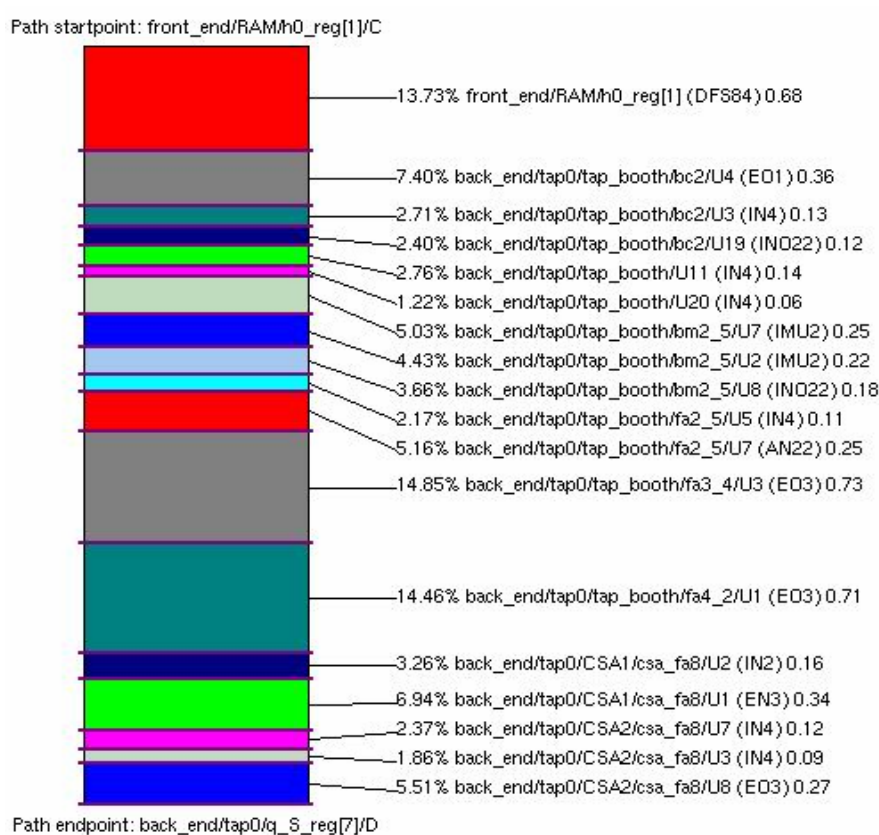 Path startpoint: front_end/RAM/h0_reg[1]/C
13.73% front_end/RAM/h0_reg[1] (DFS84) 0.68
7.40% back_end/tap0/tap_booth/bc2/U4 (EO1) 0.36
2.71% back_end/tap0/tap_booth/bc2/U3 (IN4) 0.13
2.40% back_end/tap0/tap_booth/bc2/U19 (INO22) 0.12
2.76% back_end/tap0/tap_booth/U11 (IN4) 0.14
1.22% back_end/tap0/tap_booth/U20 (IN4) 0.06
5.03% back_end/tap0/tap_booth/bm2_5/U7 (IMU2) 0.25
4.43% back_end/tap0/tap_booth/bm2_5/U2 (IMU2) 0.22
3.66% back_end/tap0/tap_booth/bm2_5/U8 (INO22) 0.18
2.17% back_end/tap0/tap_booth/fa2_5/U5 (IN4) 0.11
5.16% back_end/tap0/tap_booth/fa2_5/U7 (AN22) 0.25
14.85% back_end/tap0/tap_booth/fa3_4/U3 (EO3) 0.73
14.46% back_end/tap0/tap_booth/fa4_2/U1 (EO3) 0.71
3.26% back_end/tap0/CSA1/csa_fa8/U2 (IN2) 0.16
6.94% back_end/tap0/CSA1/csa_fa8/U1 (EN3) 0.34
2.37% back_end/tap0/CSA2/csa_fa8/U7 (IN4) 0.12
1.86% back_end/tap0/CSA2/csa_fa8/U3 (IN4) 0.09
5.51% back_end/tap0/CSA2/csa_fa8/U8 (EO3) 0.27
Path endpoint: back_end/tap0/q_S_reg[7]/D